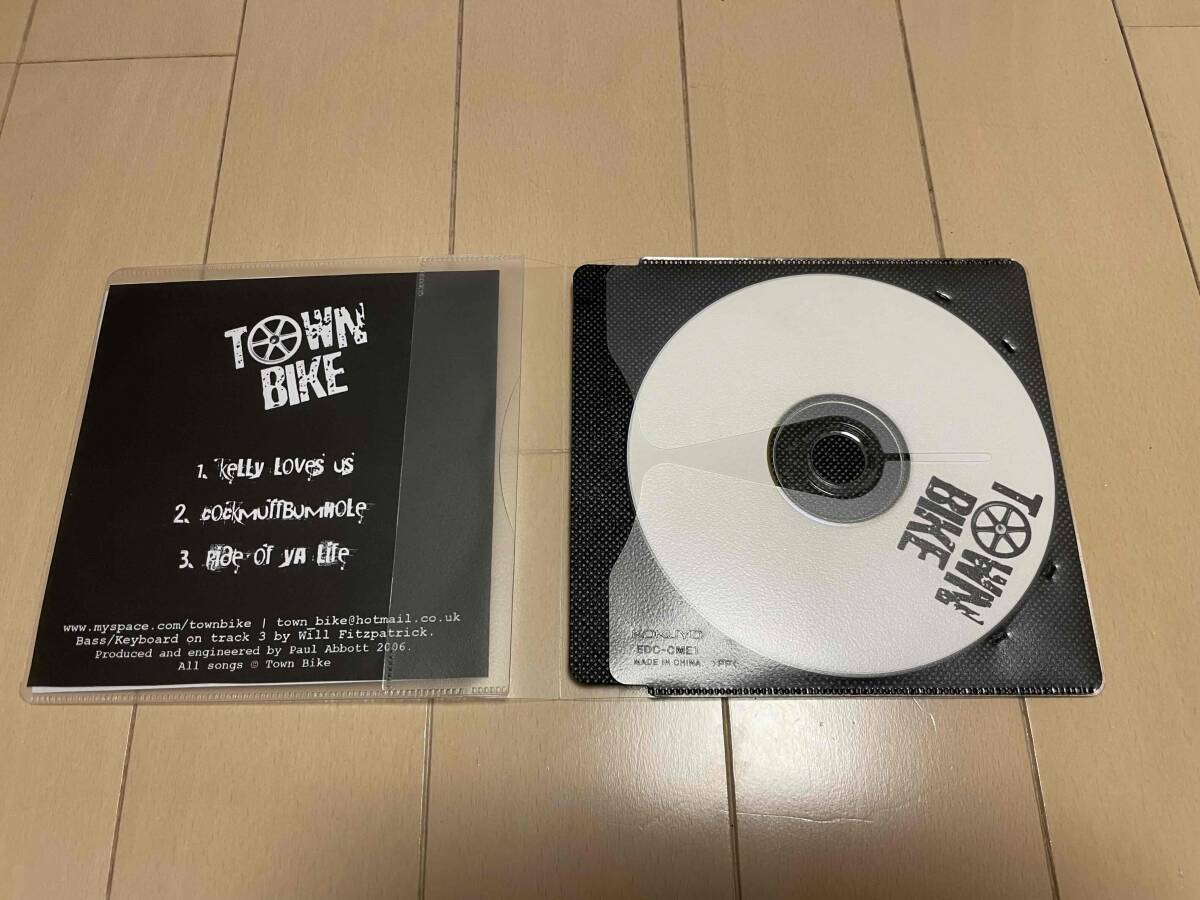 TOWN
BIKE
1. Kelly Loves us
2. cockmuffbumhole
3. Ride of ya Life
www.myspace.com/townbike | town_bike@hotmail.co.uk
Bass/Keyboard on track 3 by Will Fitzpatrick.
Produced and engineered by Paul Abbott 2006.
All songs © Town Bike
TOWN
BIKE
KOKUYO
EDC-CME1
MADE IN CHINA >PP<